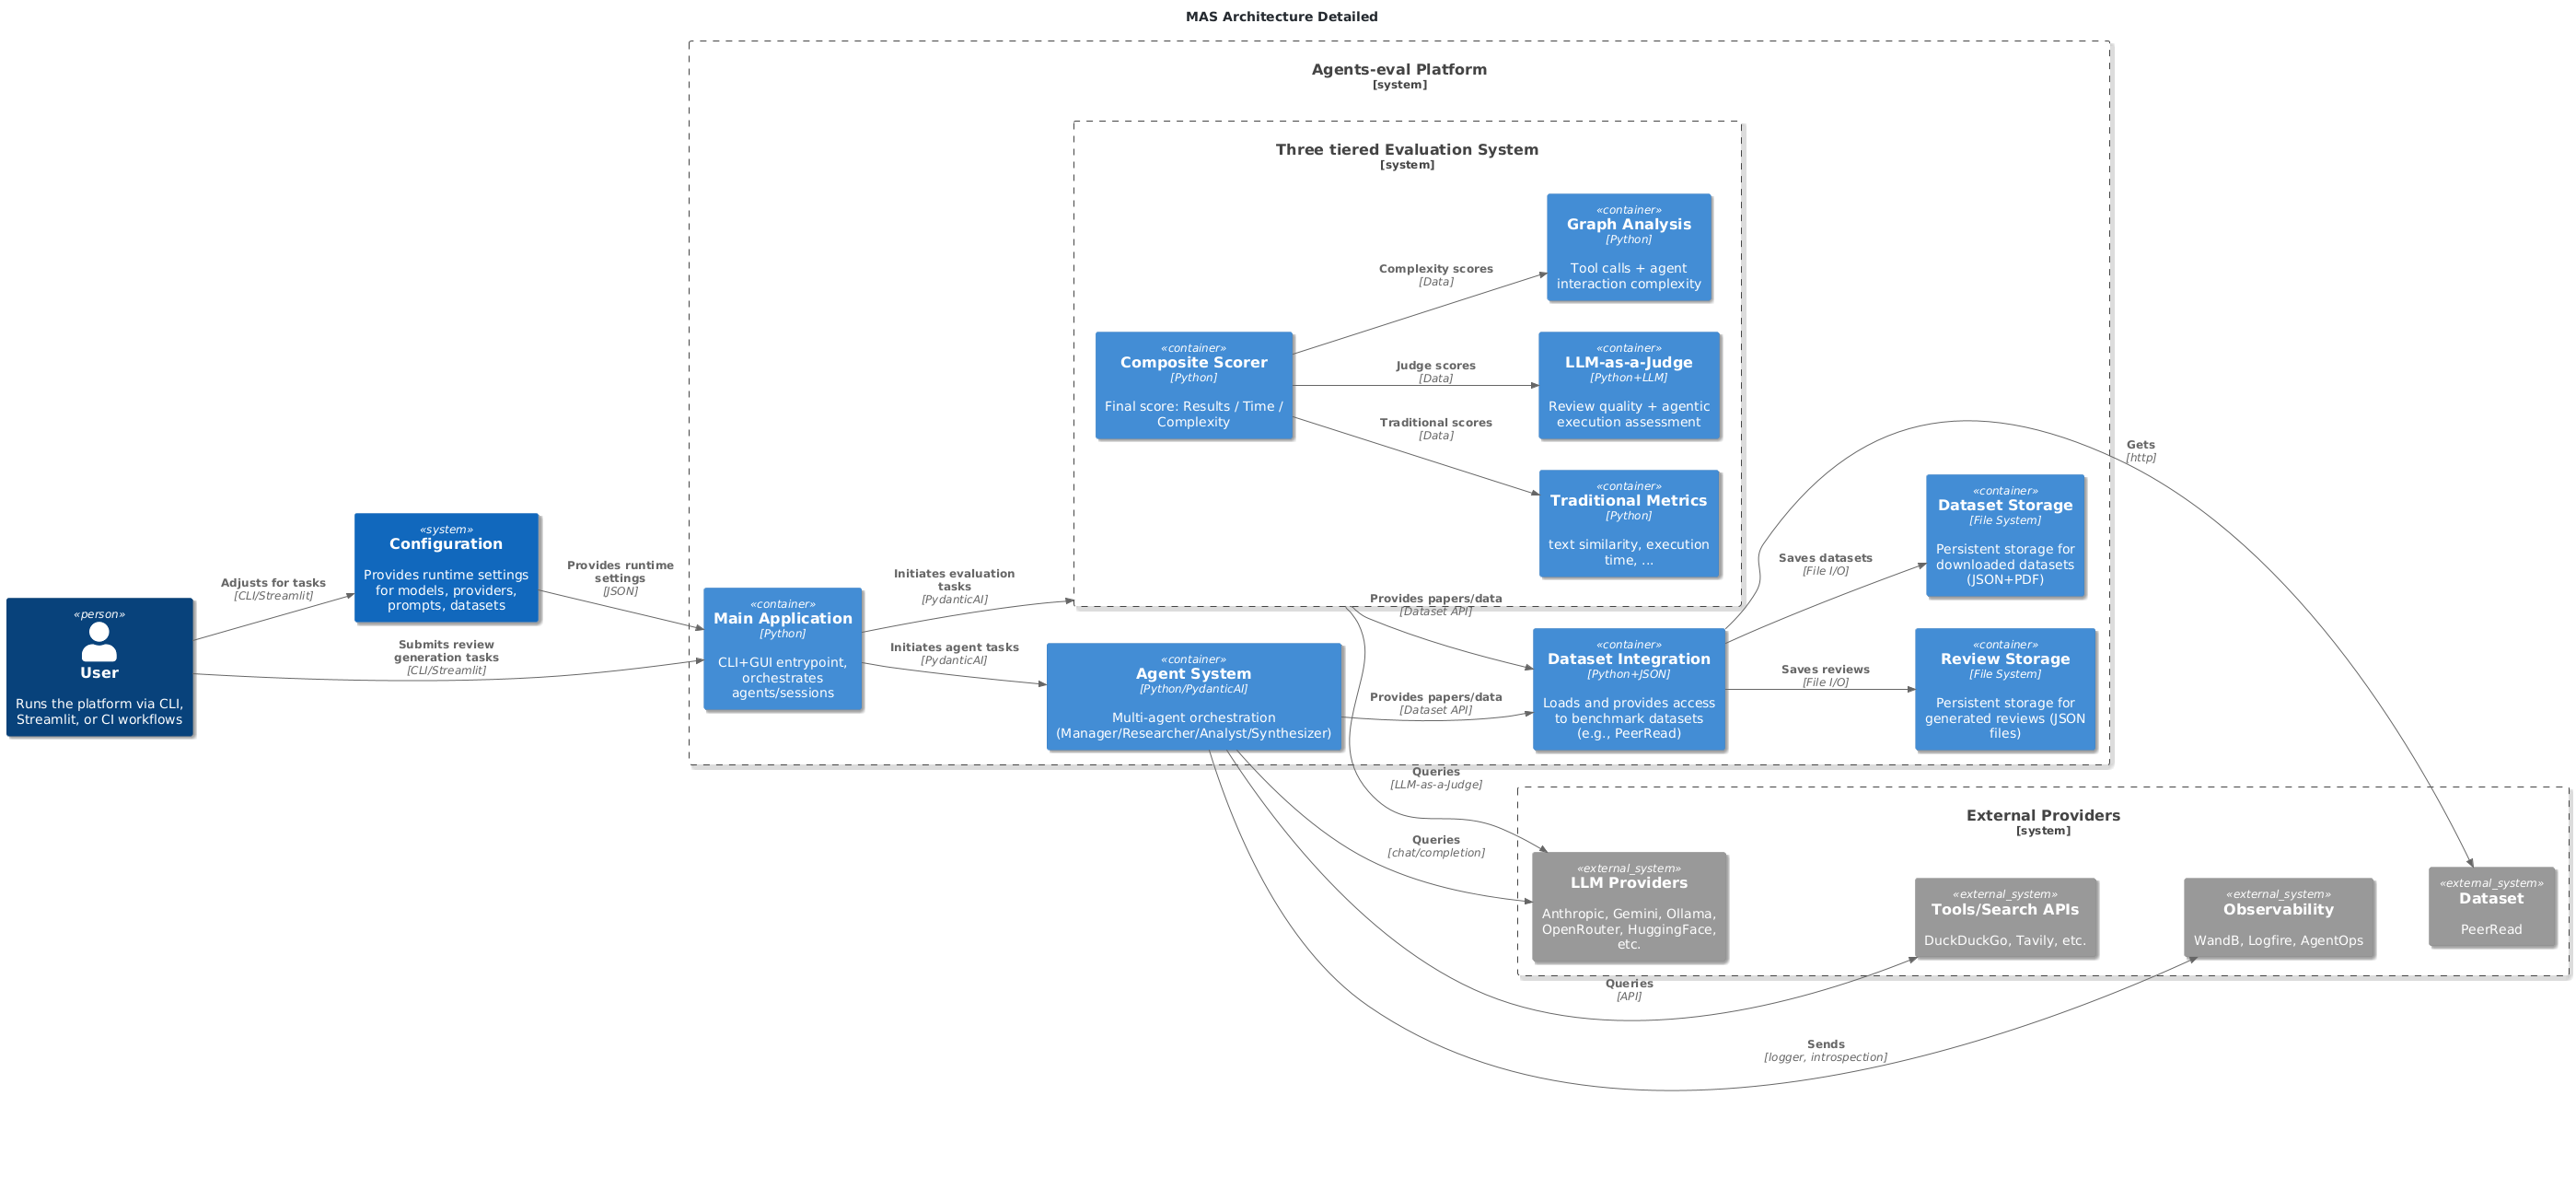 MAS Architecture Detailed
Agents-eval Platform
[system]
Three tiered Evaluation System
[system]
«container»
Graph Analysis
[Python]
Tool calls + agent
interaction complexity
Complexity scores
[Data]
«container»
Composite Scorer
[Python]
Final score: Results / Time /
Complexity
Judge scores
[Data]
«container»
LLM-as-a-Judge
[Python+LLM]
Review quality + agentic
execution assessment
Traditional scores
[Data]
«container»
Traditional Metrics
[Python]
text similarity, execution
time, ...
Gets
[http]
«container»
Dataset Storage
[File System]
Persistent storage for
downloaded datasets
(JSON+PDF)
Saves datasets
[File I/O]
«system»
Configuration
Provides runtime settings
for models, providers,
prompts, datasets
Adjusts for tasks
[CLI/Streamlit]
Provides runtime
settings
[JSON]
«person»
User
Runs the platform via CLI,
Streamlit, or CI workflows
Submits review
generation tasks
[CLI/Streamlit]
«container»
Main Application
[Python]
CLI+GUI entrypoint,
orchestrates
agents/sessions
Initiates evaluation
tasks
[PydanticAI]
Initiates agent tasks
[PydanticAI]
«container»
Agent System
[Python/PydanticAI]
Multi-agent orchestration
(Manager/Researcher/Analyst/Synthesizer)
Provides papers/data
[Dataset API]
Provides papers/data
[Dataset API]
«container»
Dataset Integration
[Python+JSON]
Loads and provides access
to benchmark datasets
(e.g., PeerRead)
Saves reviews
[File I/O]
«container»
Review Storage
[File System]
Persistent storage for
generated reviews (JSON
files)
Queries
[LLM-as-a-Judge]
Queries
[chat/completion]
External Providers
[system]
«external_system»
LLM Providers
Anthropic, Gemini, Ollama,
OpenRouter, HuggingFace,
etc.
«external_system»
Tools/Search APIs
DuckDuckGo, Tavily, etc.
«external_system»
Observability
WandB, Logfire, AgentOps
«external_system»
Dataset
PeerRead
Queries
[API]
Sends
[logger, introspection]